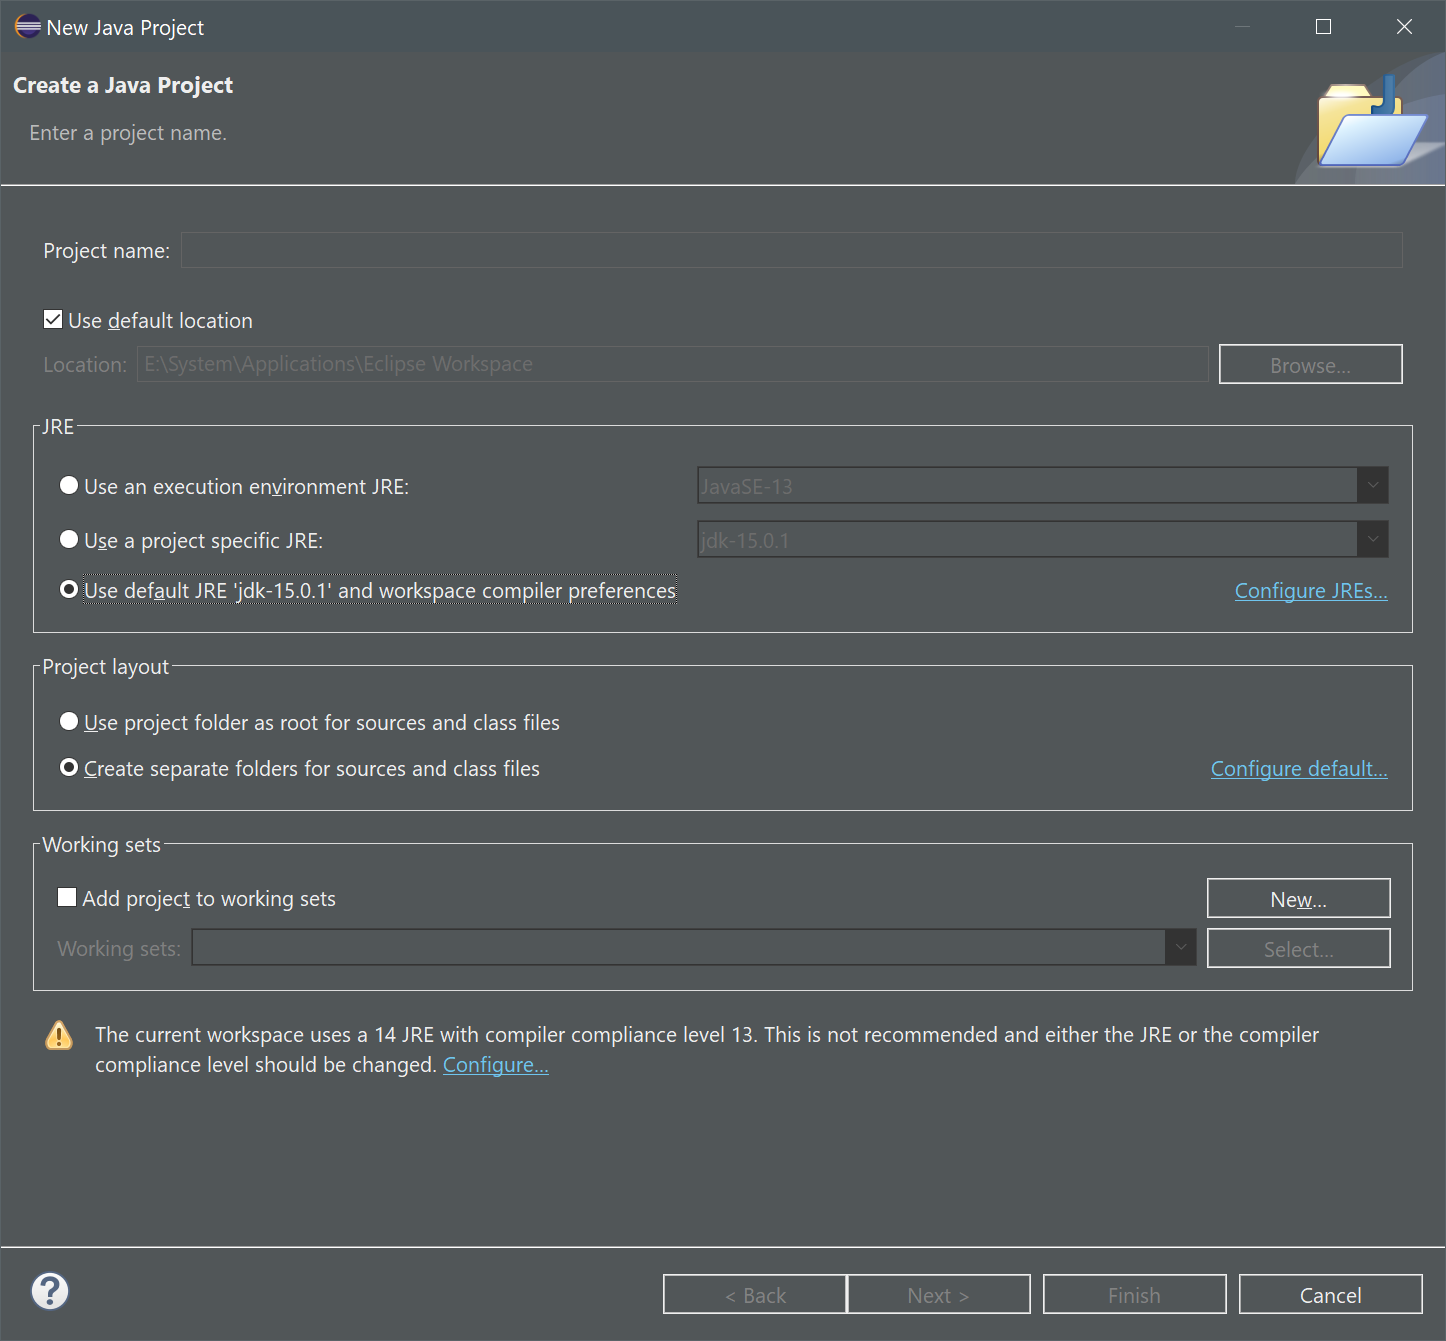 New Java Project
Create a Java Project
Enter a project name.
Project name:
Use default location
Location: E:\System\Applications\Eclipse Workspace Browse...
JRE
Use an execution environment JRE: JavaSE-13
Use a project specific JRE: jdk-15.0.1
Use default JRE 'jdk-15.0.1' and workspace compiler preferences Configure JREs...
Project layout
Use project folder as root for sources and class files
Create separate folders for sources and class files Configure default...
Working sets
Add project to working sets New...
Working sets: Select...
The current workspace uses a 14 JRE with compiler compliance level 13. This is not recommended and either the JRE or the compiler
compliance level should be changed. Configure...
? < Back Next > Finish Cancel